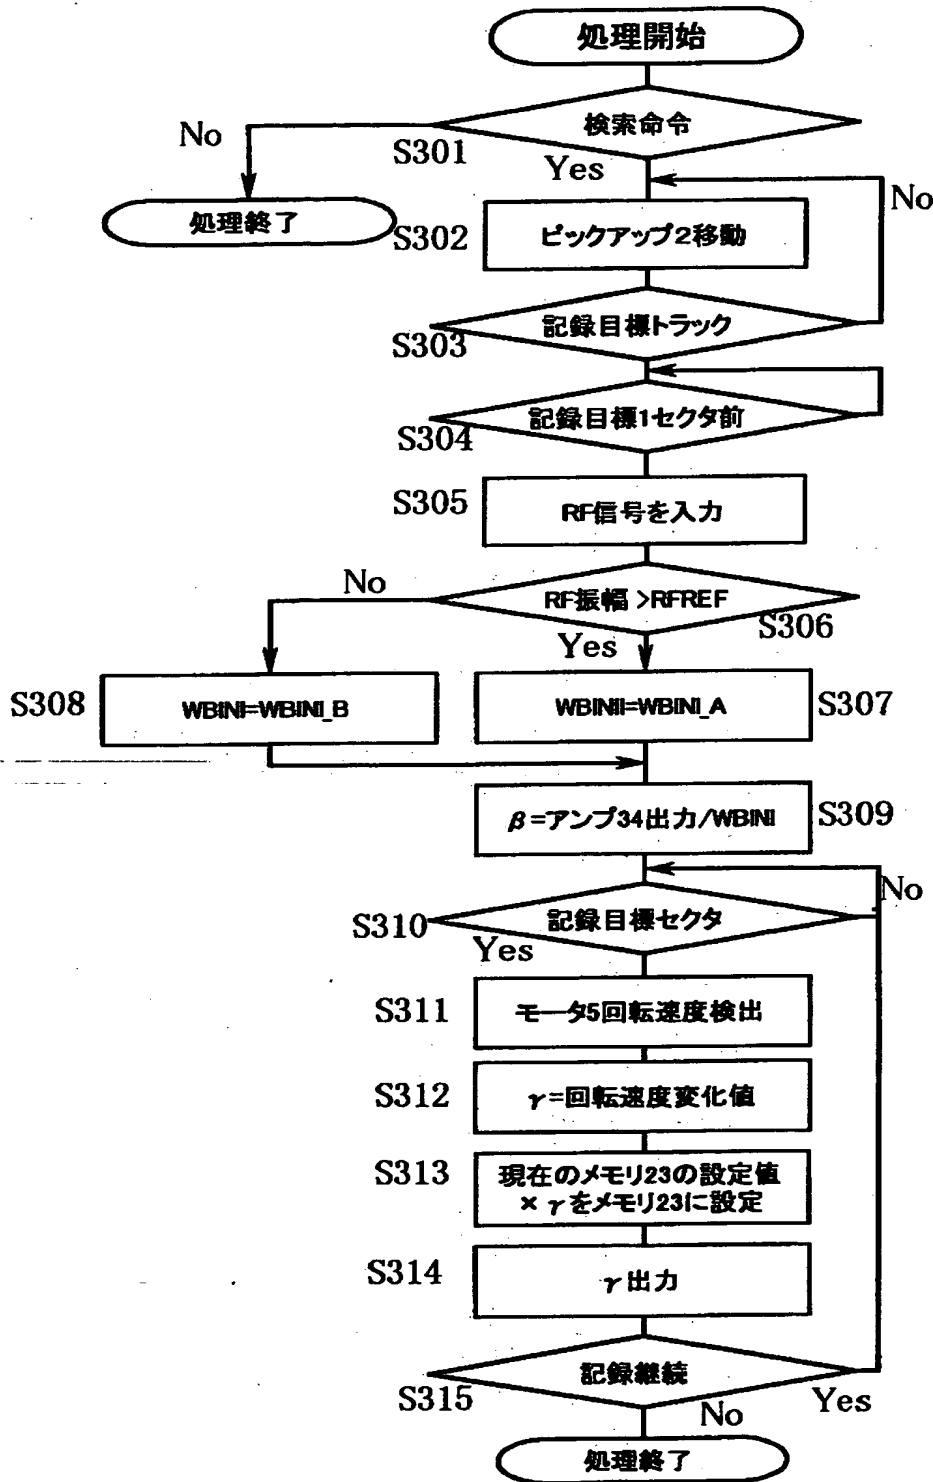 処理開始
検索命令
No
S301
Yes
No
処理終了
S302
ピックアップ2移動
記録目標トラック
S303
記録目標1セクタ前
S304
S305
RF信号を入力
No
RF振幅 >RFREF
S306
Yes
S308
WBINI=WBINI_B
WBINII=WBINI_A
S307
β=アンプ34出力/WBINI
S309
No
記録目標セクタ
S310
Yes
S311
モータ5回転速度検出
S312
γ=回転速度変化値
S313
現在のメモリ23の設定値
×γをメモリ23に設定
S314
γ出力
記録継続
S315
No
Yes
処理終了